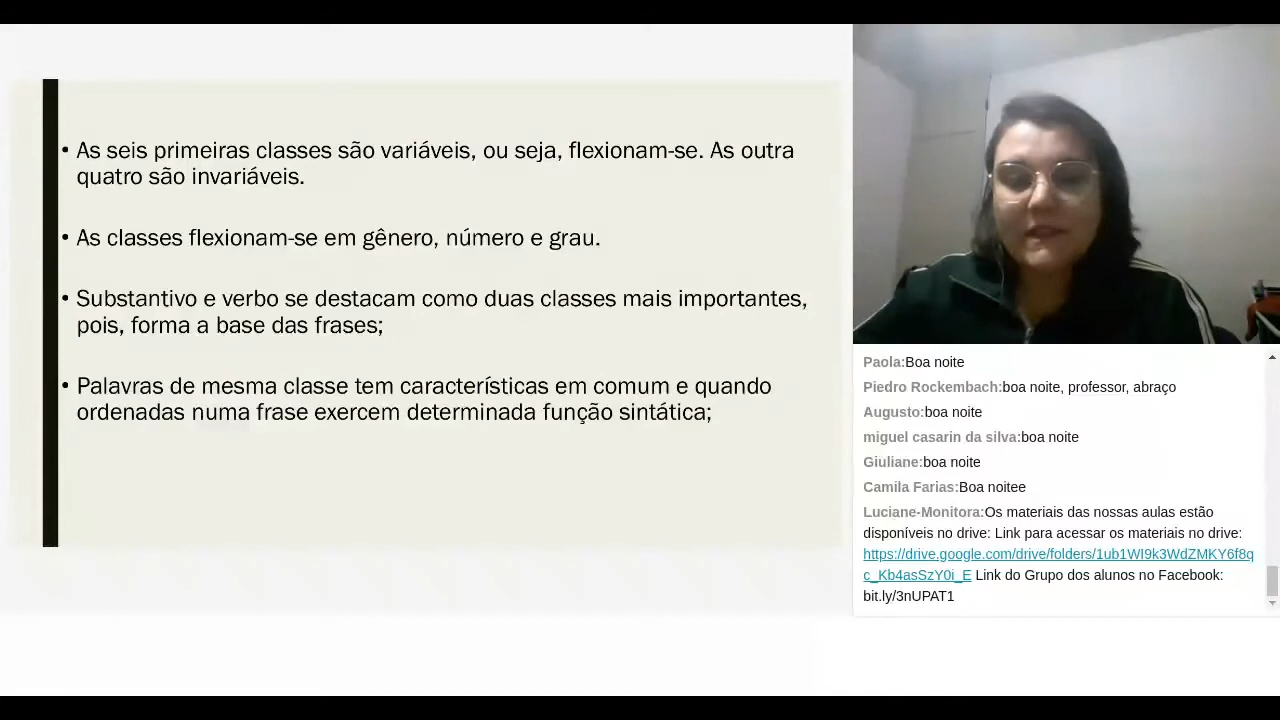 • As seis primeiras classes são variáveis, ou seja, flexionam-se. As outra
quatro são invariáveis.
• As classes flexionam-se em gênero, número e grau.
• Substantivo e verbo se destacam como duas classes mais importantes,
pois, forma a base das frases;
• Palavras de mesma classe tem características em comum e quando
ordenadas numa frase exercem determinada função sintática;
Paola:Boa noite
Piedro Rockembach:boa noite, professor, abraço
Augusto:boa noite
miguel casarin da silva:boa noite
Giuliane:boa noite
Camila Farias:Boa noitee
Luciane-Monitora:Os materiais das nossas aulas estão
disponíveis no drive: Link para acessar os materiais no drive:
https://drive.google.com/drive/folders/1ub1WI9k3WdZMKY6f8q
c_Kb4asSzY0i_E Link do Grupo dos alunos no Facebook:
bit.ly/3nUPAT1